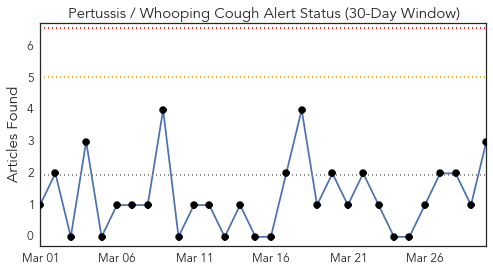 Pertussis / Whooping Cough Alert Status (30-Day Window)
Articles Found
6
5
4
3
2
1
0
Mar 01 Mar 06 Mar 11 Mar 16 Mar 21 Mar 26